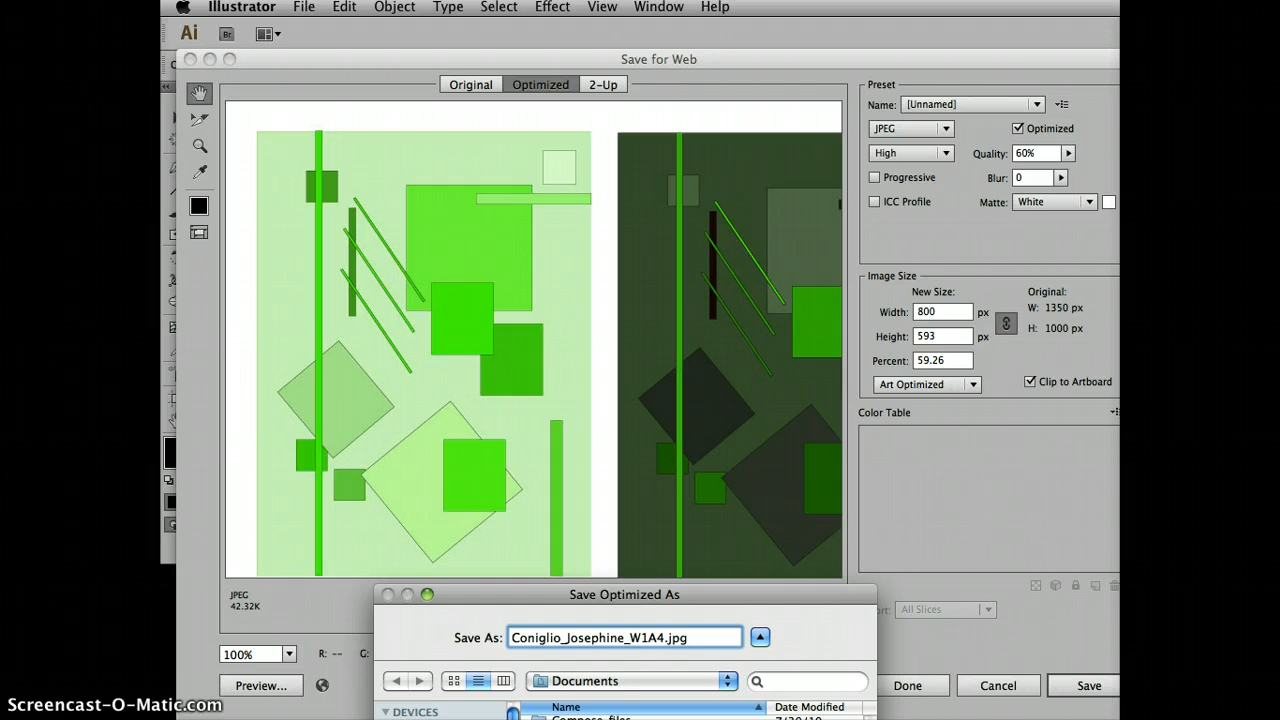 Illustrator File Edit Object Type Select Effect View Window Help
Ai Br
Save for Web
Original Optimized 2-Up
Preset
Name: [Unnamed]
JPEG Optimized
High Quality: 60%
Progressive Blur: 0
ICC Profile Matte: White
Image Size
New Size: Original:
Width: 800 px W: 1350 px
Height: 593 px H: 1000 px
Percent: 59.26
Art Optimized Clip to Artboard
Color Table
JPEG
42.32K
All Slices
100% R: -- G:
Preview... Done Cancel Save
Save Optimized As
Save As: Coniglio_Josephine_W1A4.jpg
Documents
DEVICES Name Date Modified
Screencast-O-Matic.com